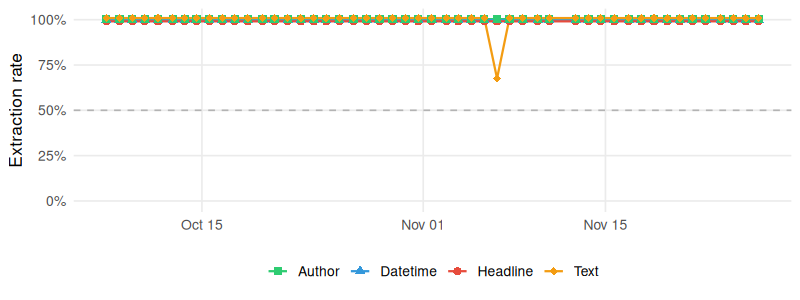 100%
75%
50%
25%
0%
Extraction rate
Oct 15 Nov 01 Nov 15
Author Datetime Headline Text